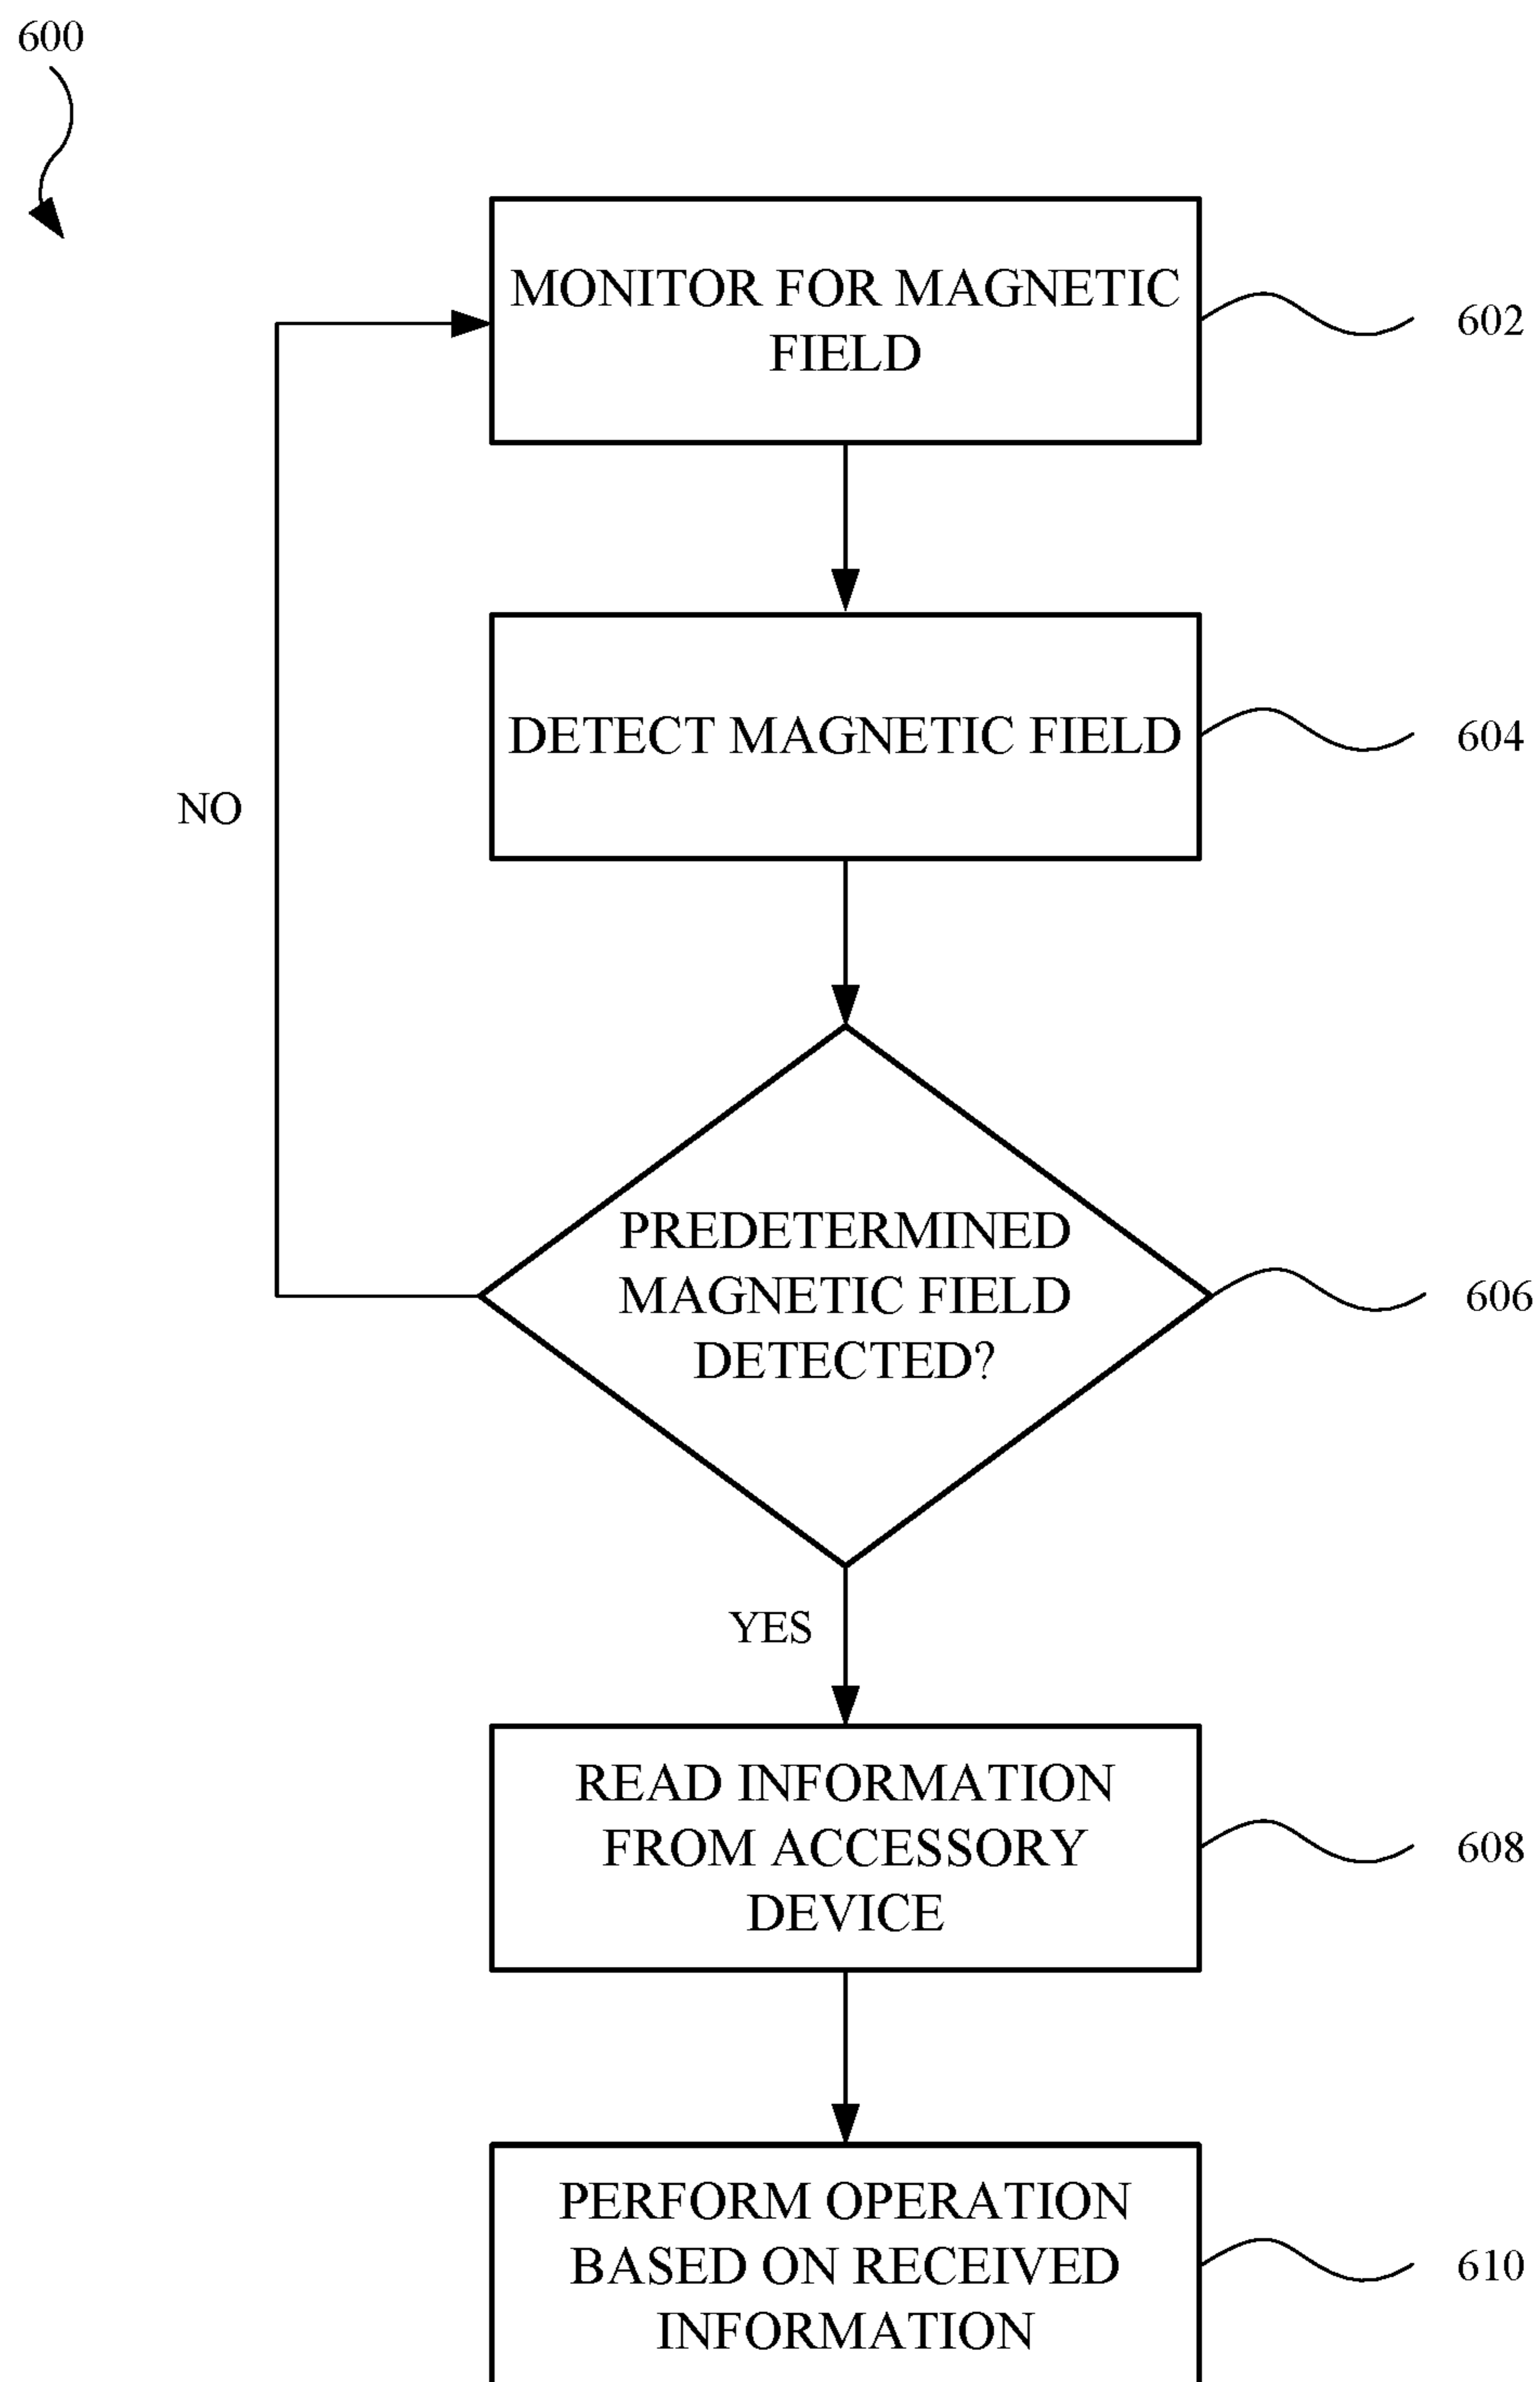 600
MONITOR FOR MAGNETIC
FIELD
602
DETECT MAGNETIC FIELD
604
NO
PREDETERMINED
MAGNETIC FIELD
DETECTED?
606
YES
READ INFORMATION
FROM ACCESSORY
DEVICE
608
PERFORM OPERATION
BASED ON RECEIVED
INFORMATION
610